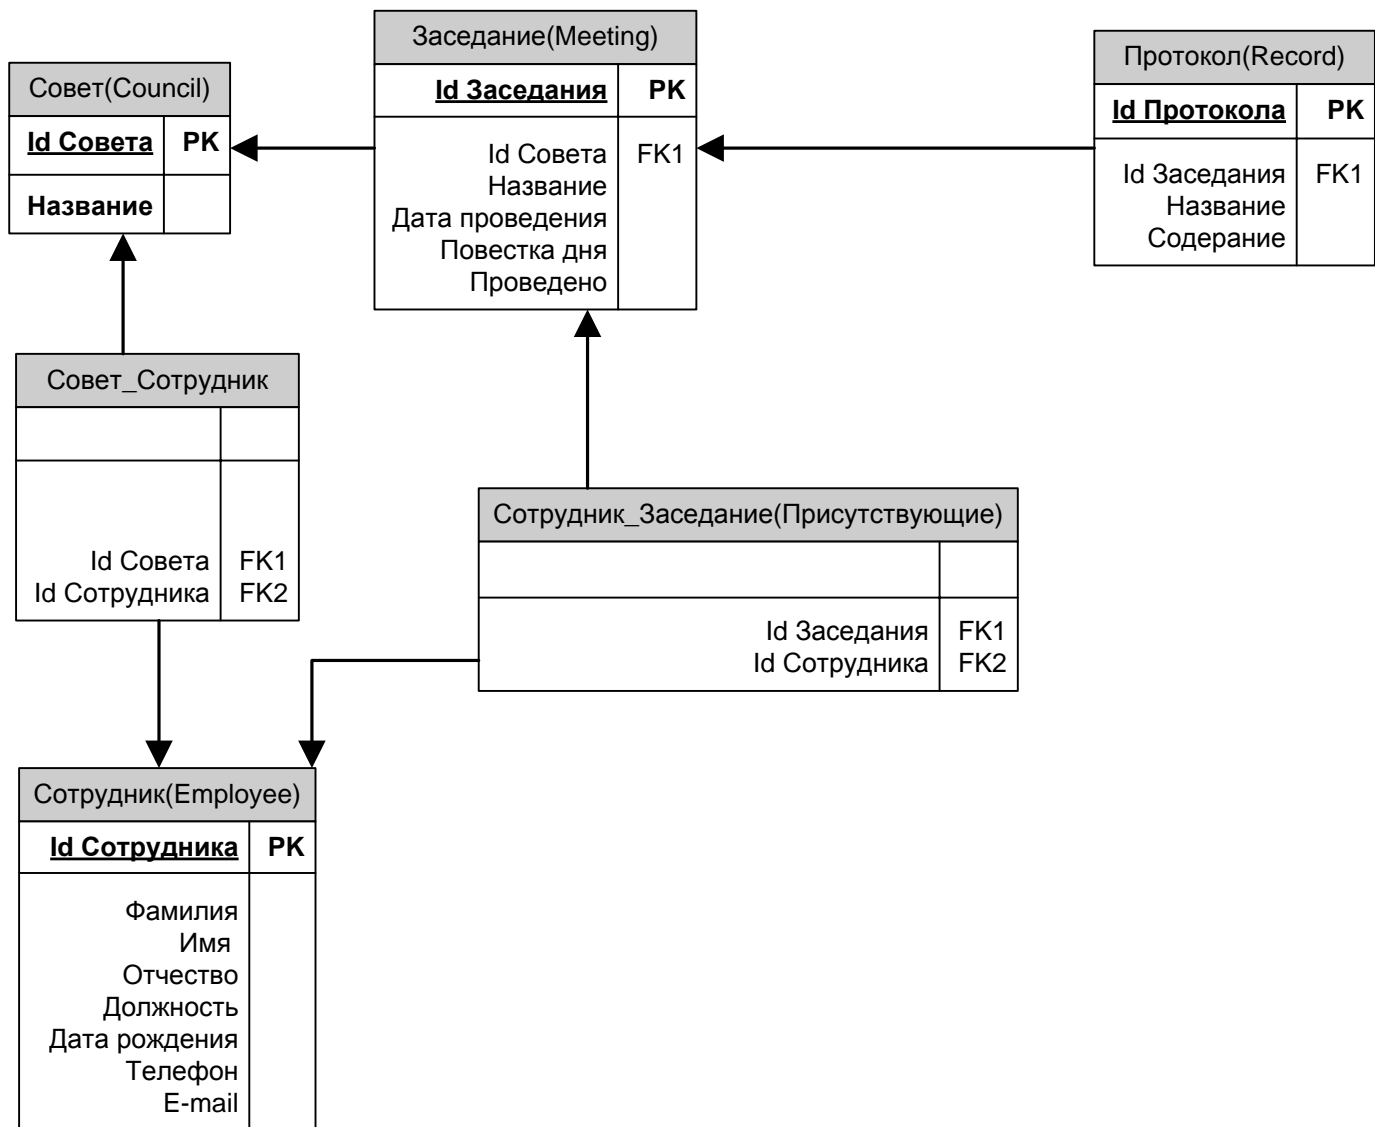 Заседание(Meeting)
Id Заседания PK
Id Совета FK1
Название
Дата проведения
Повестка дня
Проведено
Протокол(Record)
Id Протокола PK
Id Заседания FK1
Название
Содерание
Совет(Council)
Id Совета PK
Название
Совет_Сотрудник
Id Совета FK1
Id Сотрудника FK2
Сотрудник_Заседание(Присутствующие)
Id Заседания FK1
Id Сотрудника FK2
Сотрудник(Employee)
Id Сотрудника PK
Фамилия
Имя
Отчество
Должность
Дата рождения
Телефон
E-mail